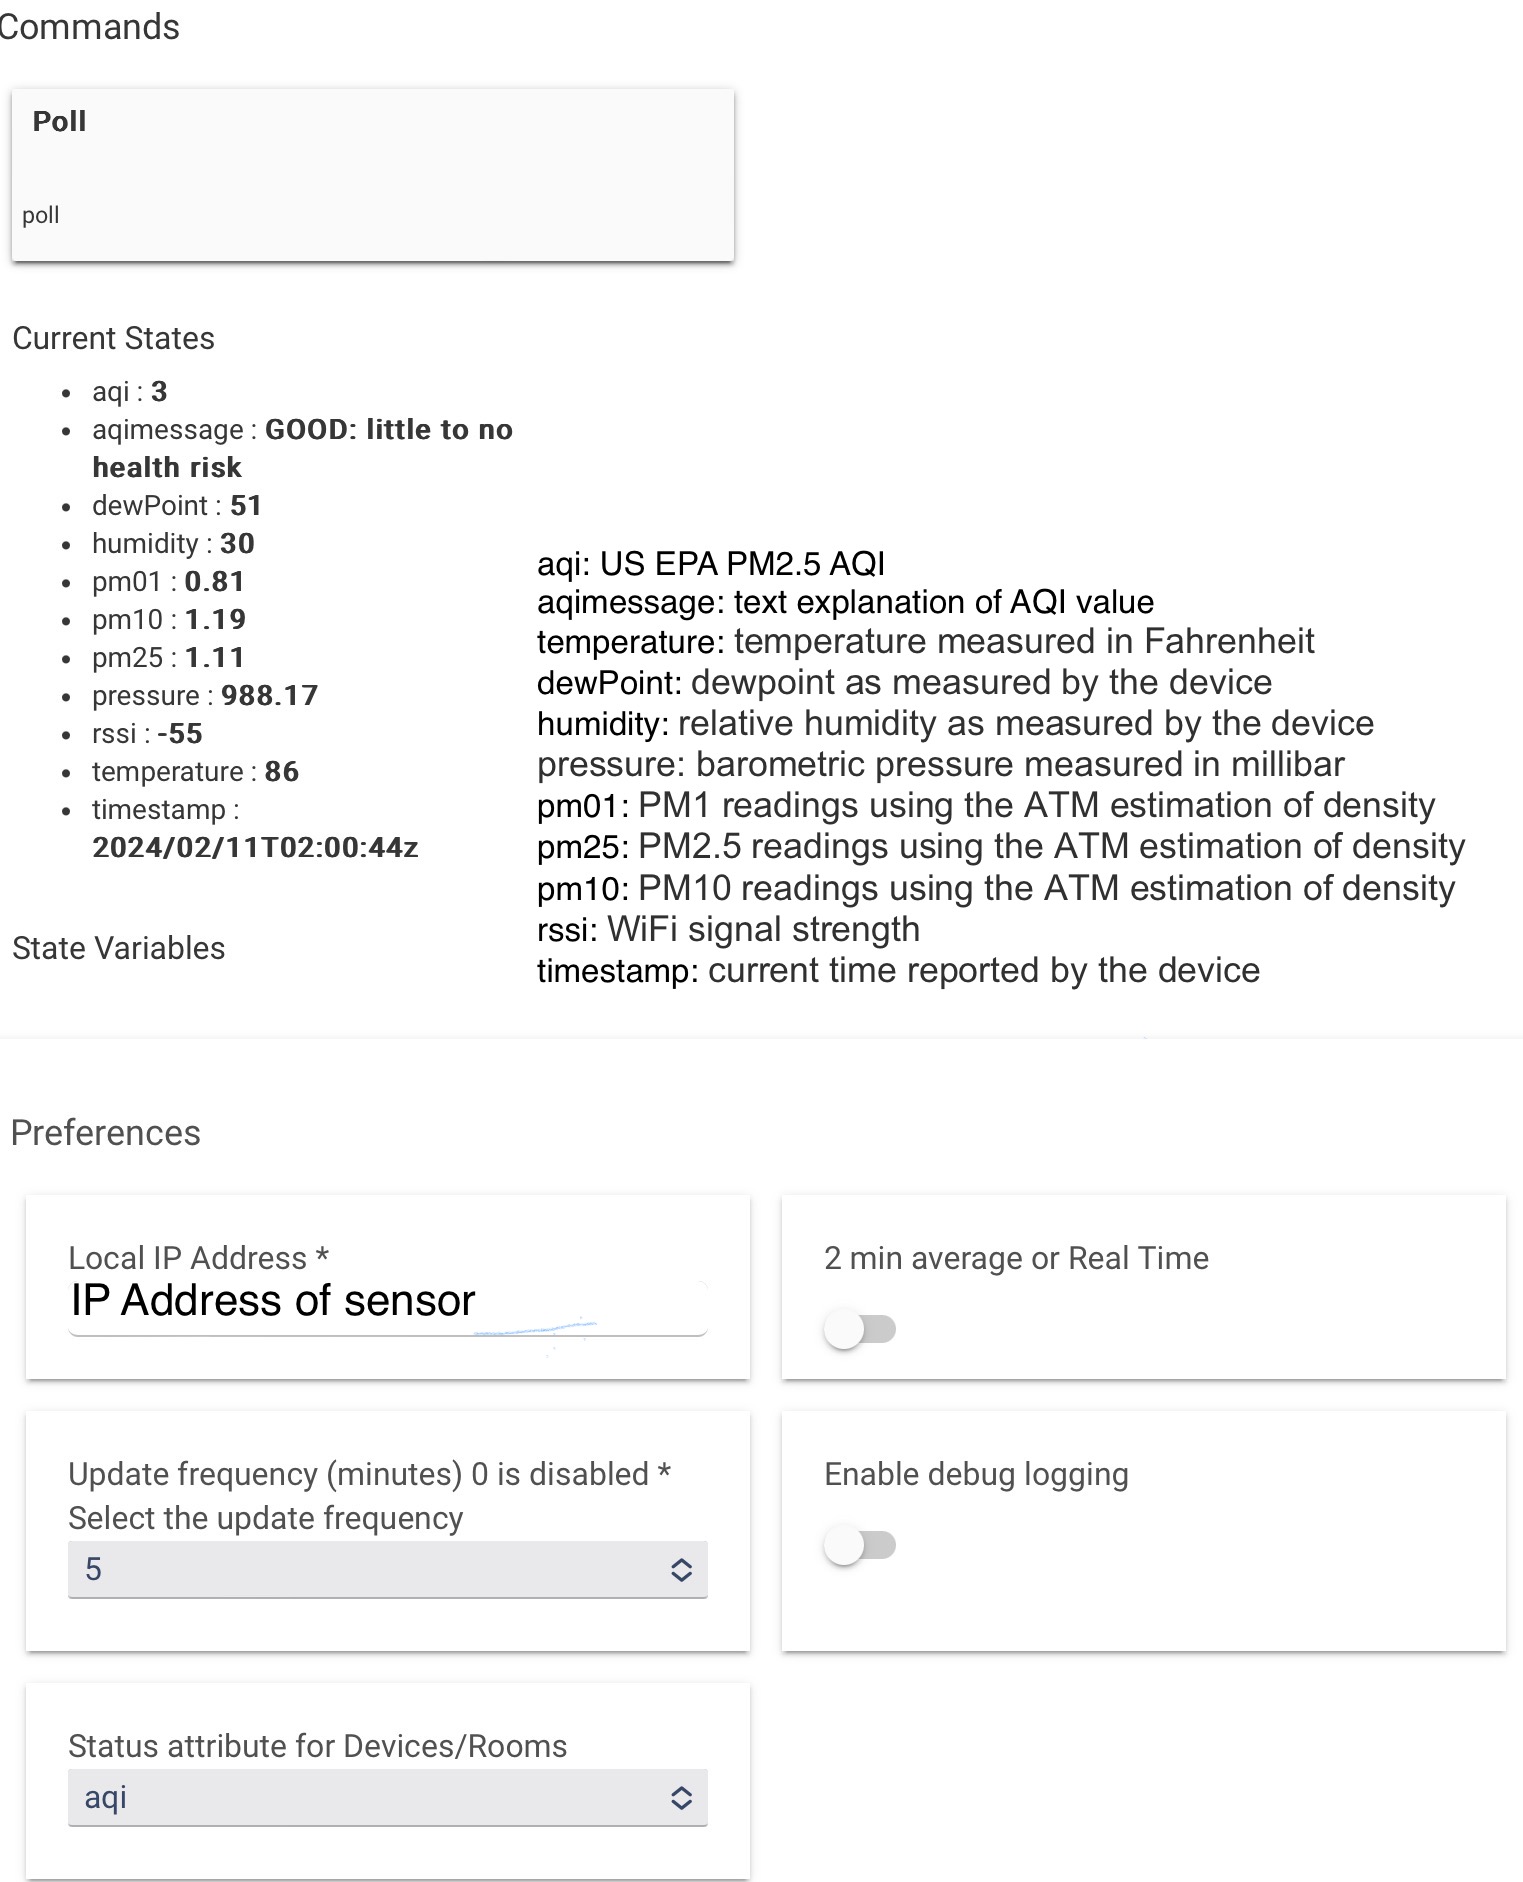 Commands
Poll
poll
Current States
aqi : 3
aqimessage : GOOD: little to no
health risk
dewPoint : 51
humidity : 30
pm01 : 0.81
pm10 : 1.19
pm25 : 1.11
pressure : 988.17
rssi : -55
temperature : 86
timestamp :
2024/02/11T02:00:44z
State Variables
aqi: US EPA PM2.5 AQI
aqimessage: text explanation of AQI value
temperature: temperature measured in Fahrenheit
dewPoint: dewpoint as measured by the device
humidity: relative humidity as measured by the device
pressure: barometric pressure measured in millibar
pm01: PM1 readings using the ATM estimation of density
pm25: PM2.5 readings using the ATM estimation of density
pm10: PM10 readings using the ATM estimation of density
rssi: WiFi signal strength
timestamp: current time reported by the device
Preferences
Local IP Address *
IP Address of sensor
2 min average or Real Time
Update frequency (minutes) 0 is disabled *
Select the update frequency
5
Enable debug logging
Status attribute for Devices/Rooms
aqi